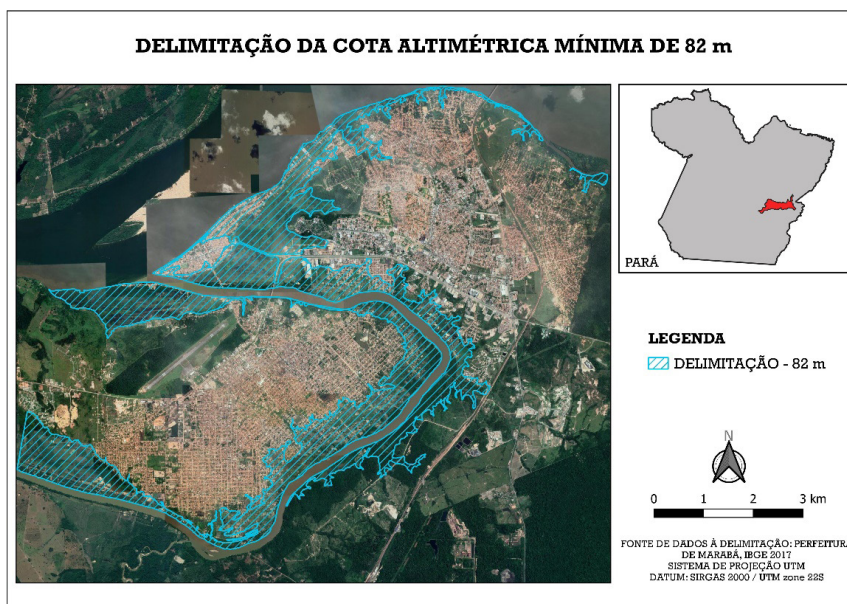 DELIMITAÇÃO DA COTA ALTIMÉTRICA MÍNIMA DE 82 m
PARÁ
LEGENDA
DELIMITAÇÃO - 82 m
N
0 1 2 3 km
FONTE DE DADOS À DELIMITAÇÃO: PERFEITURA
DE MARABÁ, IBGE 2017
SISTEMA DE PROJEÇÃO UTM
DATUM: SIRGAS 2000 / UTM zone 22S